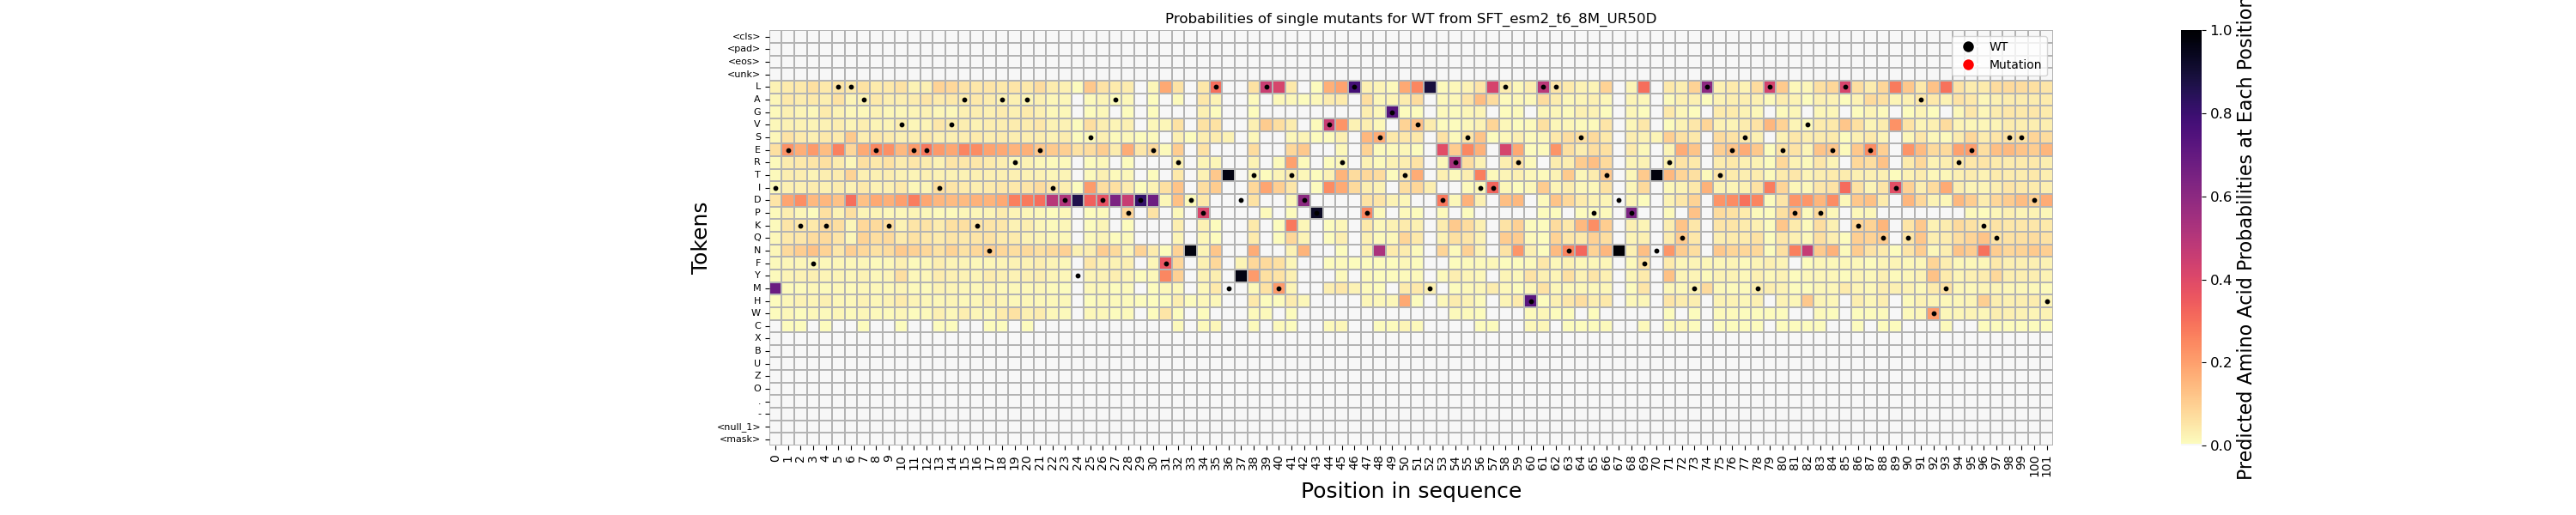 Probabilities of single mutants for WT from SFT_esm2_t6_8M_UR50D
<cls>
<pad>
<eos>
<unk>
L
A
G
V
S
E
R
T
I
D
P
K
Q
N
F
Y
M
H
W
C
X
B
U
Z
O
.
-
<null_1>
<mask>
Tokens
WT
Mutation
0 1 2 3 4 5 6 7 8 9 10 11 12 13 14 15 16 17 18 19 20 21 22 23 24 25 26 27 28 29 30 31 32 33 34 35 36 37 38 39 40 41 42 43 44 45 46 47 48 49 50 51 52 53 54 55 56 57 58 59 60 61 62 63 64 65 66 67 68 69 70 71 72 73 74 75 76 77 78 79 80 81 82 83 84 85 86 87 88 89 90 91 92 93 94 95 96 97 98 99 100 101
Position in sequence
1.0
0.8
0.6
0.4
0.2
0.0
Predicted Amino Acid Probabilities at Each Position